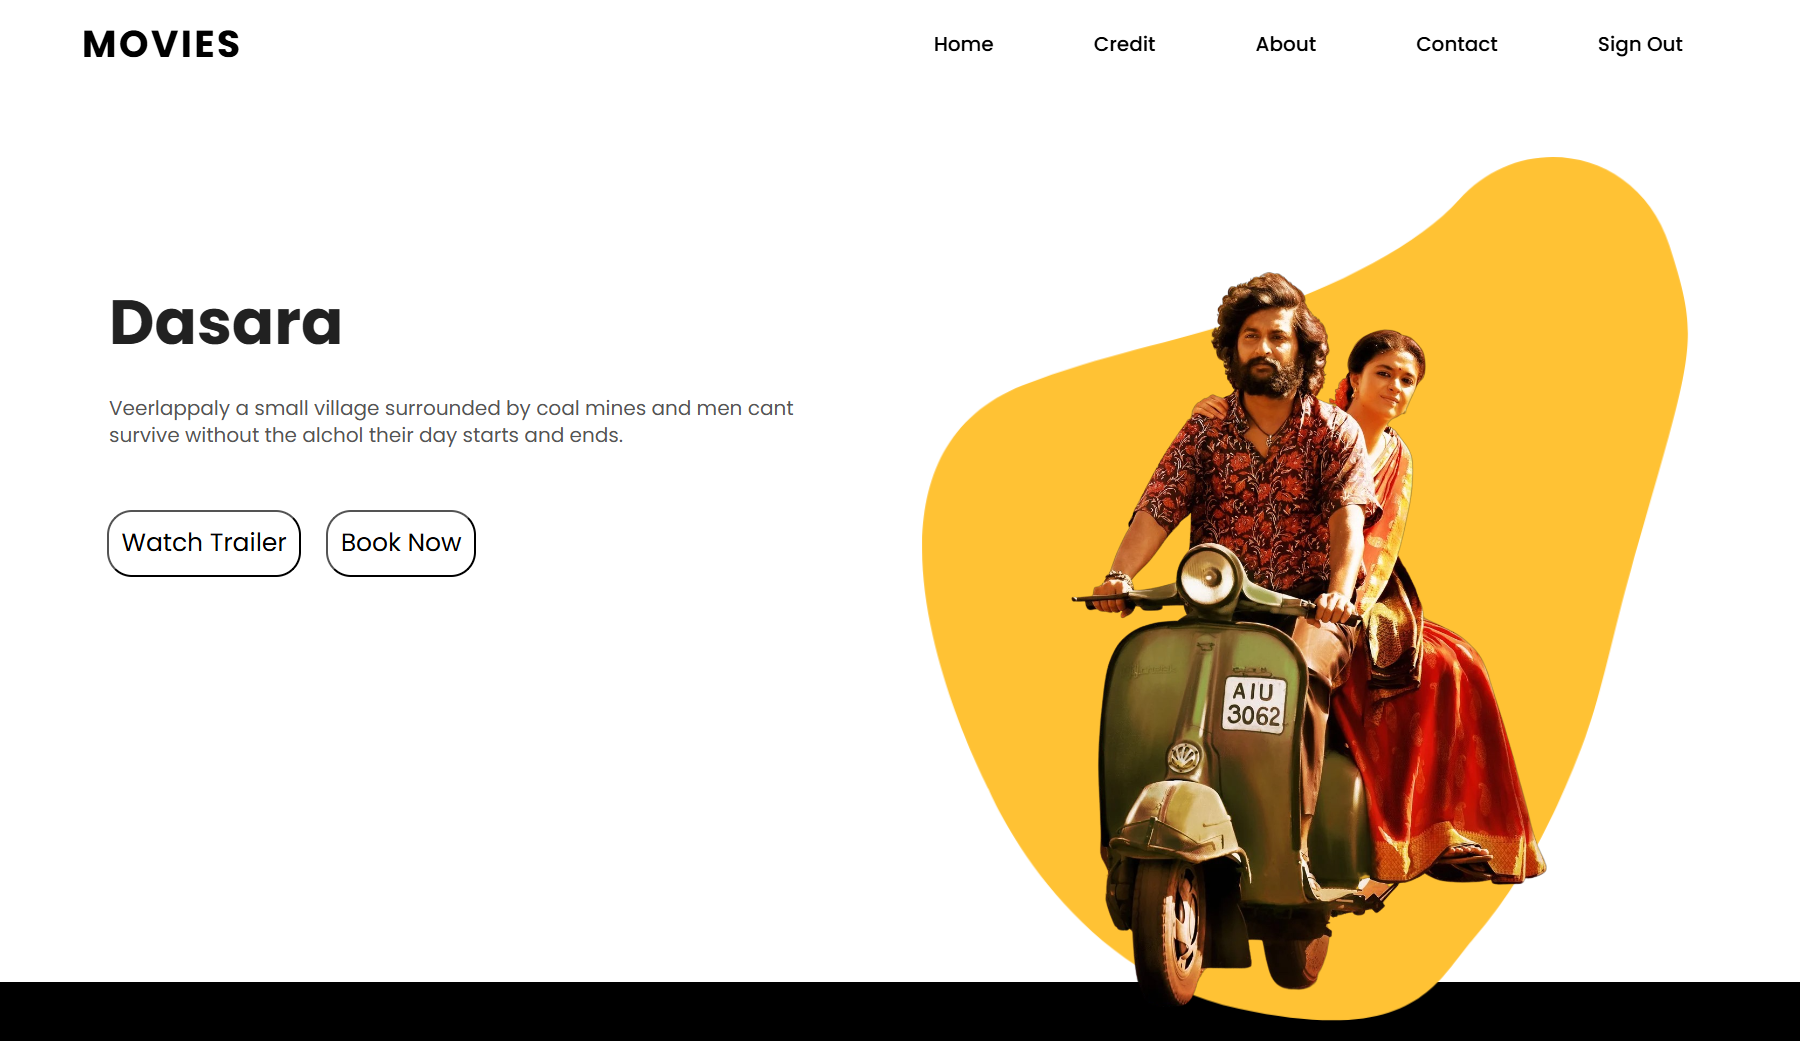 MOVIES
Home
Credit
About
Contact
Sign Out
Dasara
Veerlappaly a small village surrounded by coal mines and men cant
survive without the alchol their day starts and ends.
Watch Trailer
Book Now
AIU
3062